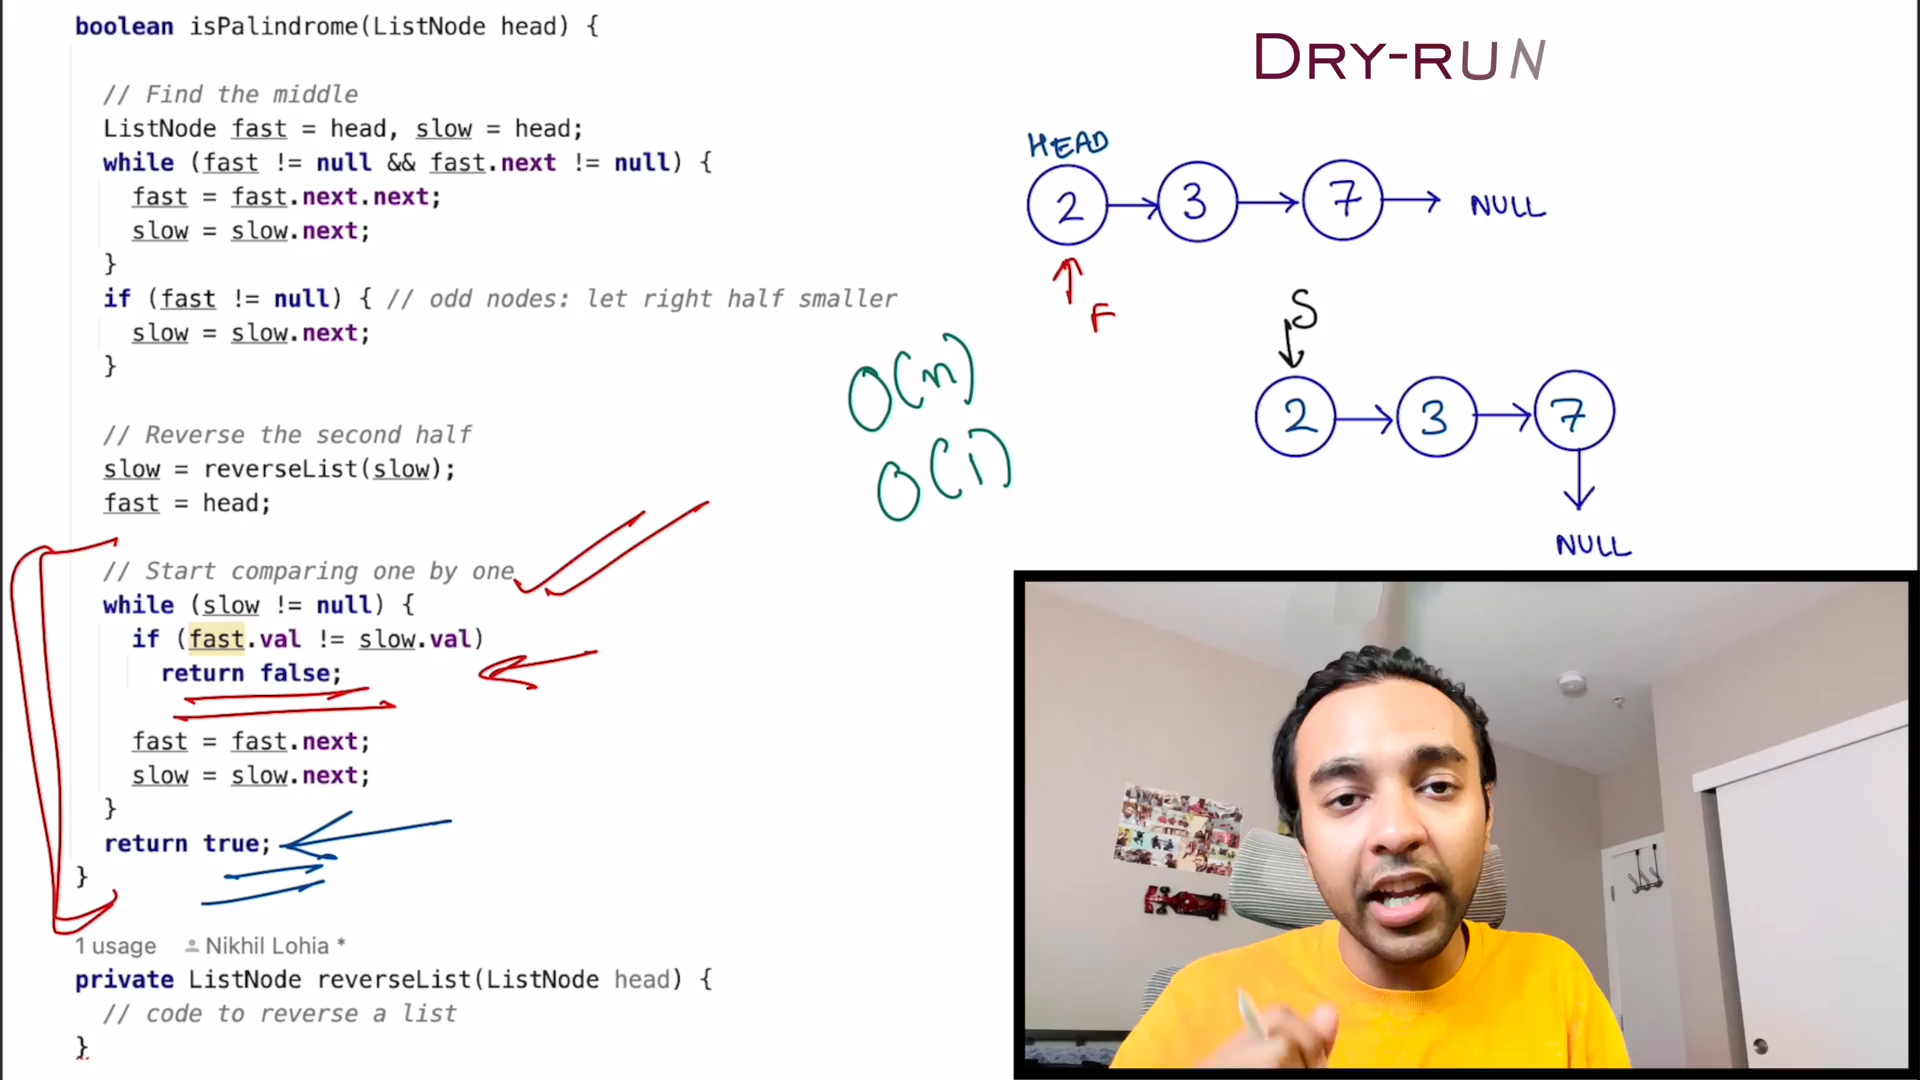 boolean isPalindrome(ListNode head) {
// Find the middle
ListNode fast = head, slow = head;
while (fast != null && fast.next != null) {
fast = fast.next.next;
slow = slow.next;
}
if (fast != null) { // odd nodes: let right half smaller
slow = slow.next;
}
// Reverse the second half
slow = reverseList(slow);
fast = head;
// Start comparing one by one
while (slow != null) {
if (fast.val != slow.val)
return false;
fast = fast.next;
slow = slow.next;
}
return true;
}
1 usage Nikhil Lohia *
private ListNode reverseList(ListNode head) {
// code to reverse a list
}
O(n)
O(1)
DRY-RUN
HEAD
2 3 7 NULL
F
S
2 3 7
NULL